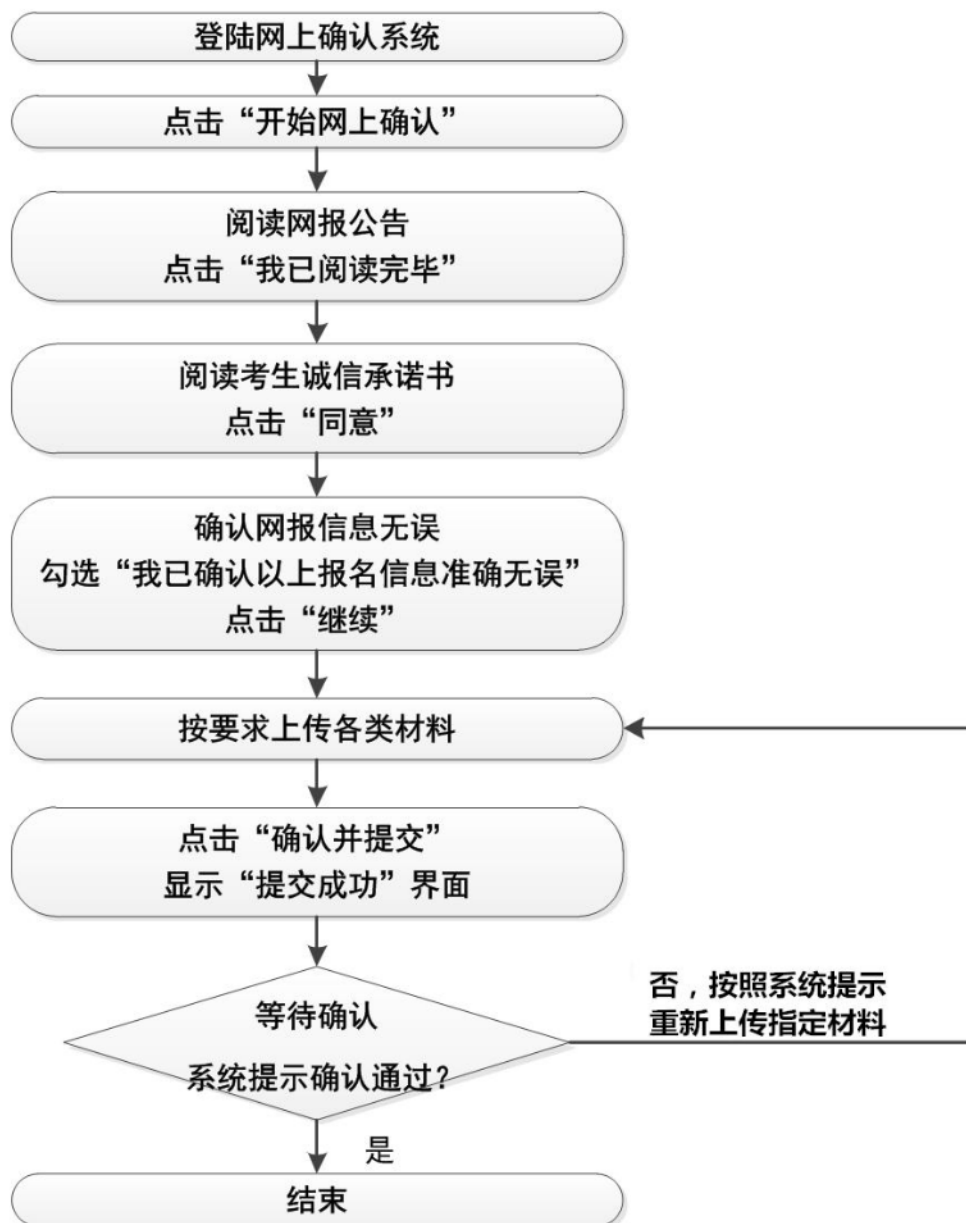 登陆网上确认系统
点击“开始网上确认”
阅读网报公告
点击“我已阅读完毕”
阅读考生诚信承诺书
点击“同意”
确认网报信息无误
勾选“我已确认以上报名信息准确无误”
点击“继续”
按要求上传各类材料
点击“确认并提交”
显示“提交成功”界面
等待确认
系统提示确认通过？
否，按照系统提示
重新上传指定材料
是
结束